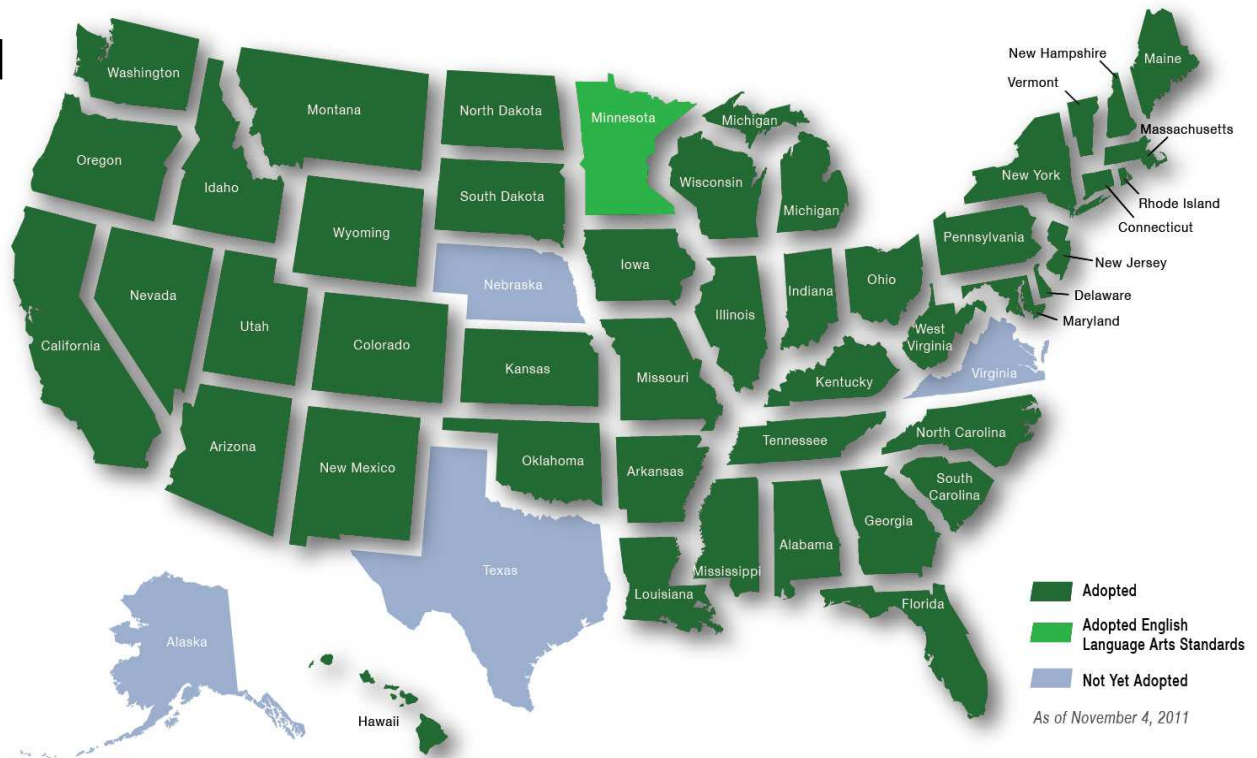 Washington
Montana
North Dakota
Minnesota
Michigan
New Hampshire
Vermont
Maine
Massachusetts
Oregon
Idaho
South Dakota
Wisconsin
Michigan
New York
Rhode Island
Connecticut
Wyoming
Pennsylvania
New Jersey
Nebraska
Iowa
Nevada
Utah
Illinois
Indiana
Ohio
Delaware
Maryland
California
Colorado
Kansas
Missouri
West
Virginia
Kentucky
Virginia
Arizona
New Mexico
Oklahoma
Arkansas
Tennessee
North Carolina
South
Carolina
Georgia
Alabama
Mississippi
Texas
Louisiana
Florida
Alaska
Hawaii
Adopted
Adopted English
Language Arts Standards
Not Yet Adopted
As of November 4, 2011